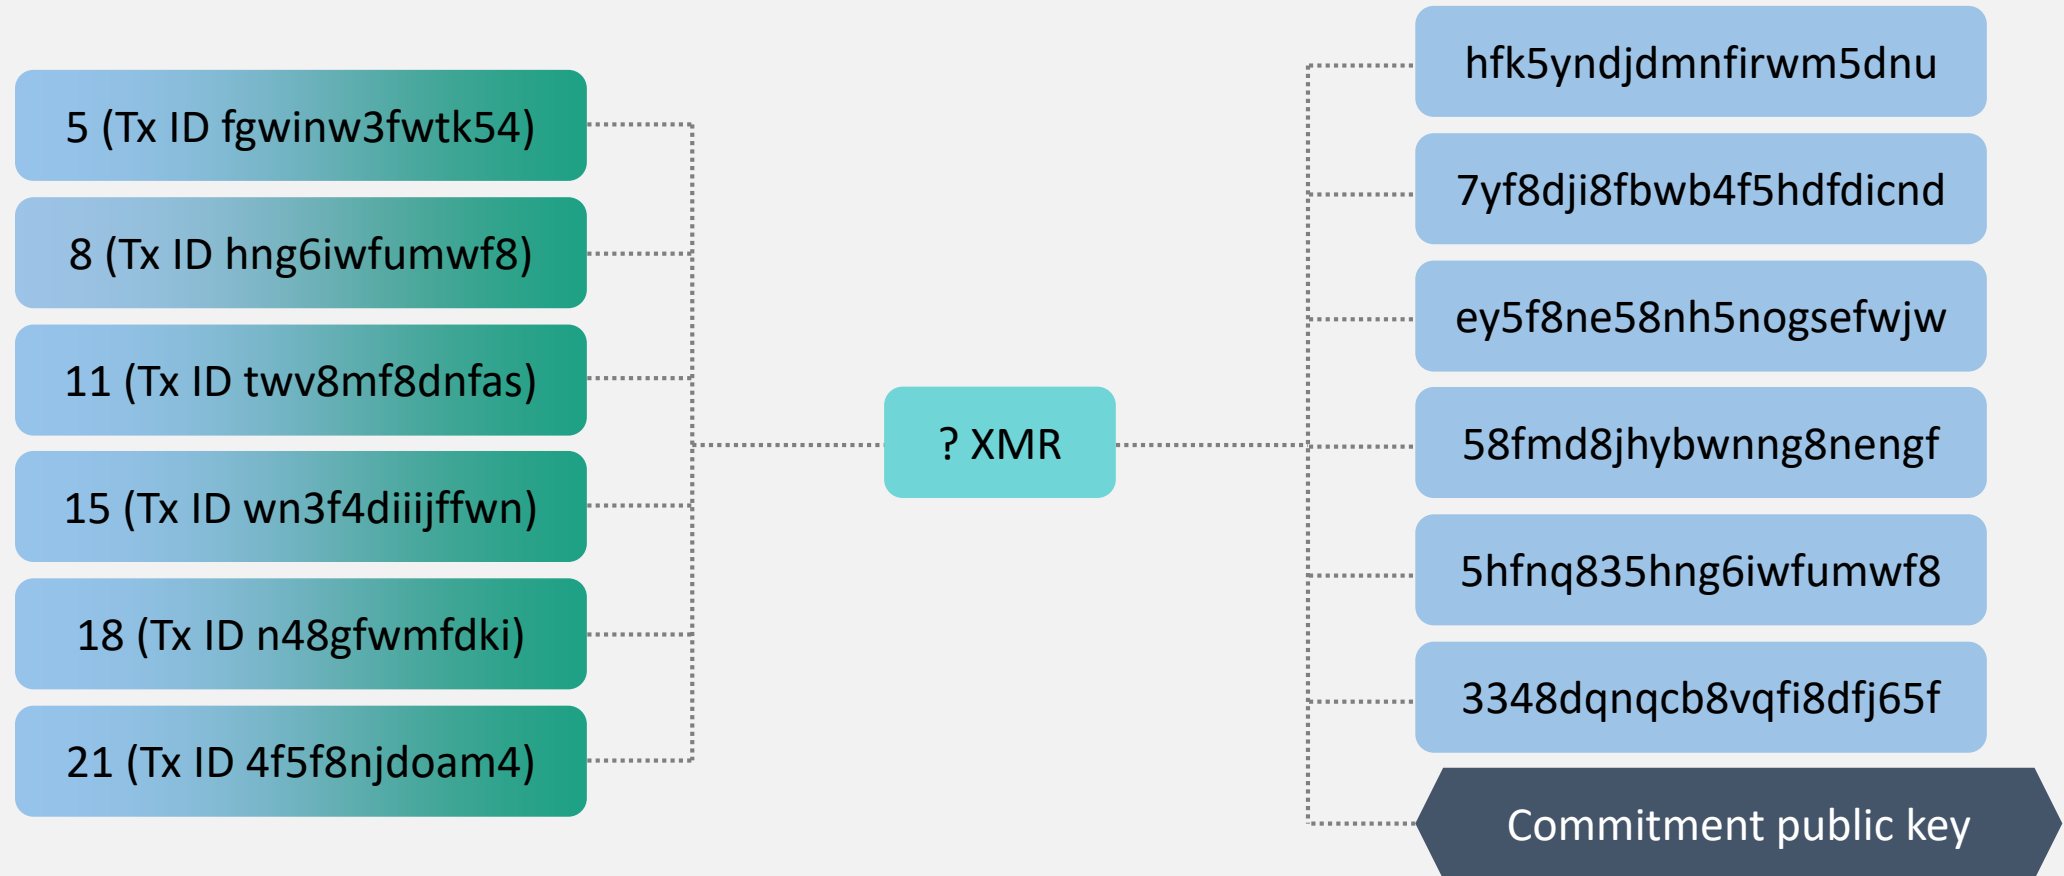 5 (Tx ID fgwinw3fwtk54)
8 (Tx ID hng6iwfumwf8)
11 (Tx ID twv8mf8dnfas)
15 (Tx ID wn3f4diiijffwn)
18 (Tx ID n48gfwmfdki)
21 (Tx ID 4f5f8njdoam4)
? XMR
hfk5yndjdmnfirwm5dnu
7yf8dji8fbwb4f5hdfdicnd
ey5f8ne58nh5nogsefwjw
58fmd8jhybwnng8nengf
5hfnq835hng6iwfumwf8
3348dqnqcb8vqfi8dfj65f
Commitment public key